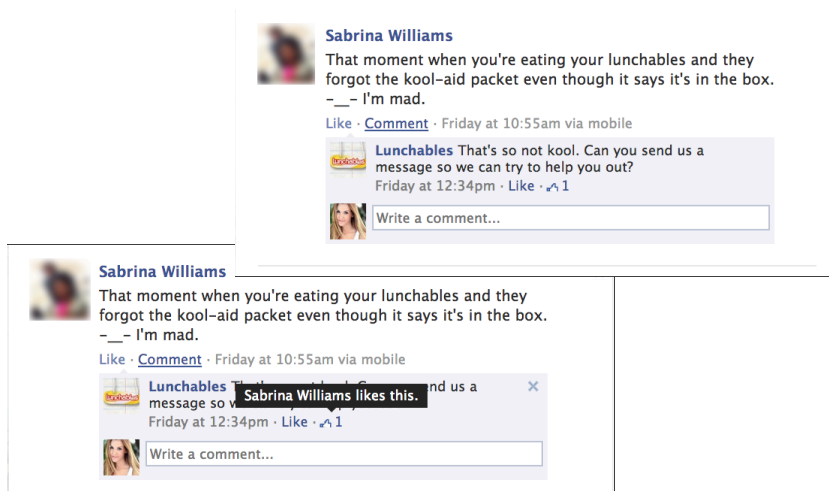 Sabrina Williams
That moment when you're eating your lunchables and they
forgot the kool-aid packet even though it says it's in the box.
-__- I'm mad.
Like · Comment · Friday at 10:55am via mobile
Lunchables That's so not kool. Can you send us a
message so we can try to help you out?
Friday at 12:34pm · Like · 1
Write a comment...
Sabrina Williams
That moment when you're eating your lunchables and they
forgot the kool-aid packet even though it says it's in the box.
-__- I'm mad.
Like · Comment · Friday at 10:55am via mobile
Lunchables end us a
Sabrina Williams likes this.
message so
Friday at 12:34pm · Like · 1
Write a comment...